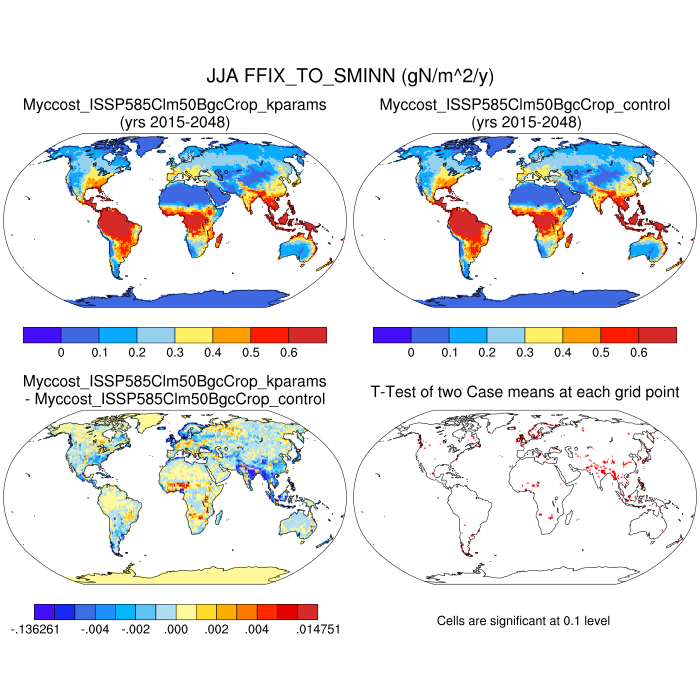 JJA FFIX_TO_SMINN (gN/m^2/y)
Myccost_ISSP585Clm50BgcCrop_kparams
(yrs 2015-2048)
Myccost_ISSP585Clm50BgcCrop_control
(yrs 2015-2048)
0 0.1 0.2 0.3 0.4 0.5 0.6
0 0.1 0.2 0.3 0.4 0.5 0.6
Myccost_ISSP585Clm50BgcCrop_kparams
- Myccost_ISSP585Clm50BgcCrop_control
T-Test of two Case means at each grid point
-.136261 -.004 -.002 .000 .002 .004 .014751
Cells are significant at 0.1 level